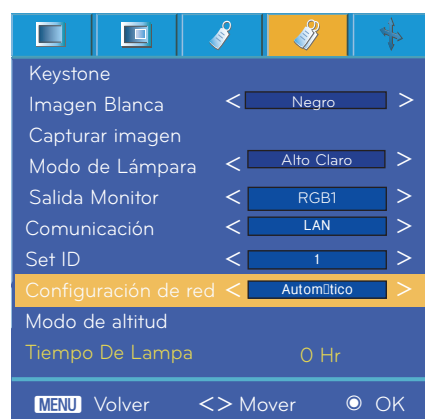 Keystone
Imagen Blanca < Negro >
Capturar imagen
Modo de Lámpara < Alto Claro >
Salida Monitor < RGB1 >
Comunicación < LAN >
Set ID < 1 >
Configuración de red < Autom▯tico >
Modo de altitud
Tiempo De Lampa 0 Hr
MENU Volver <> Mover ◉ OK